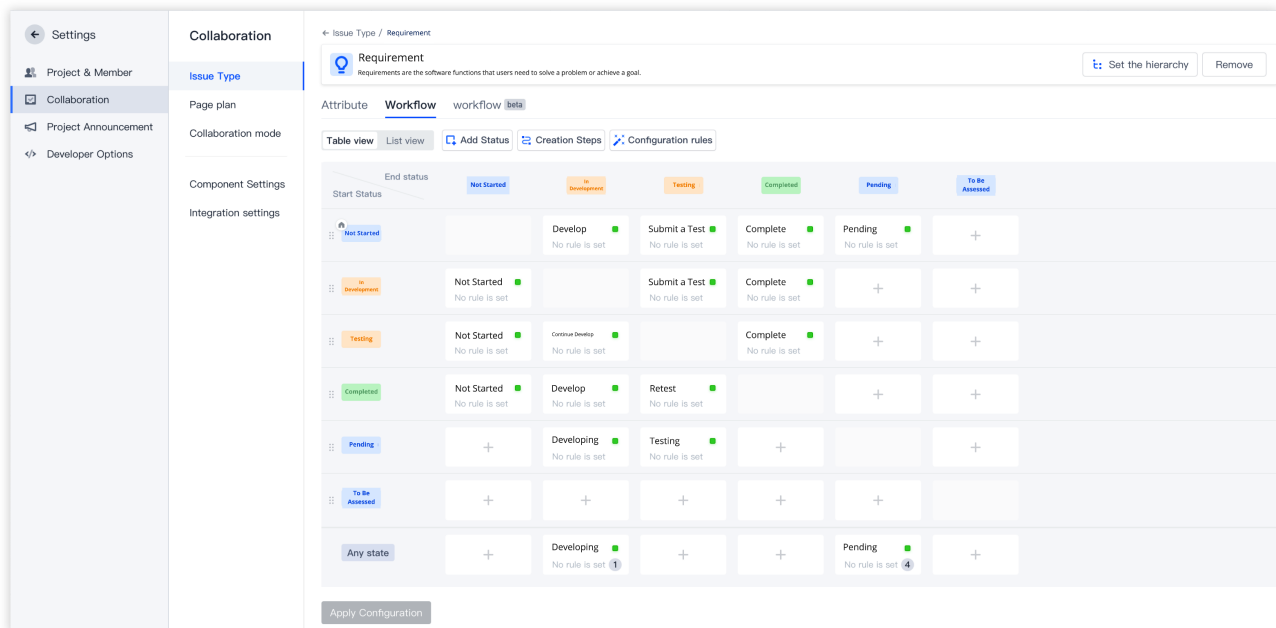 Settings
Project & Member
Collaboration
Project Announcement
Developer Options
Collaboration
Issue Type
Page plan
Collaboration mode
Component Settings
Integration settings
← Issue Type / Requirement
Requirement
Requirements are the software functions that users need to solve a problem or achieve a goal.
Set the hierarchy
Remove
Attribute Workflow workflow beta
Table view List view Add Status Creation Steps Configuration rules
End status
Start Status
Not Started
In
Development
Testing
Completed
Pending
To Be
Assessed
Not Started
Develop Submit a Test Complete Pending
No rule is set No rule is set No rule is set No rule is set
In
Development
Not Started Submit a Test Complete
No rule is set No rule is set No rule is set
Testing
Not Started Continue Develop Complete
No rule is set No rule is set No rule is set
Completed
Not Started Develop Retest
No rule is set No rule is set No rule is set
Pending
Developing Testing
No rule is set No rule is set
To Be
Assessed
Any state
Developing Pending
No rule is set 1 No rule is set 4
Apply Configuration